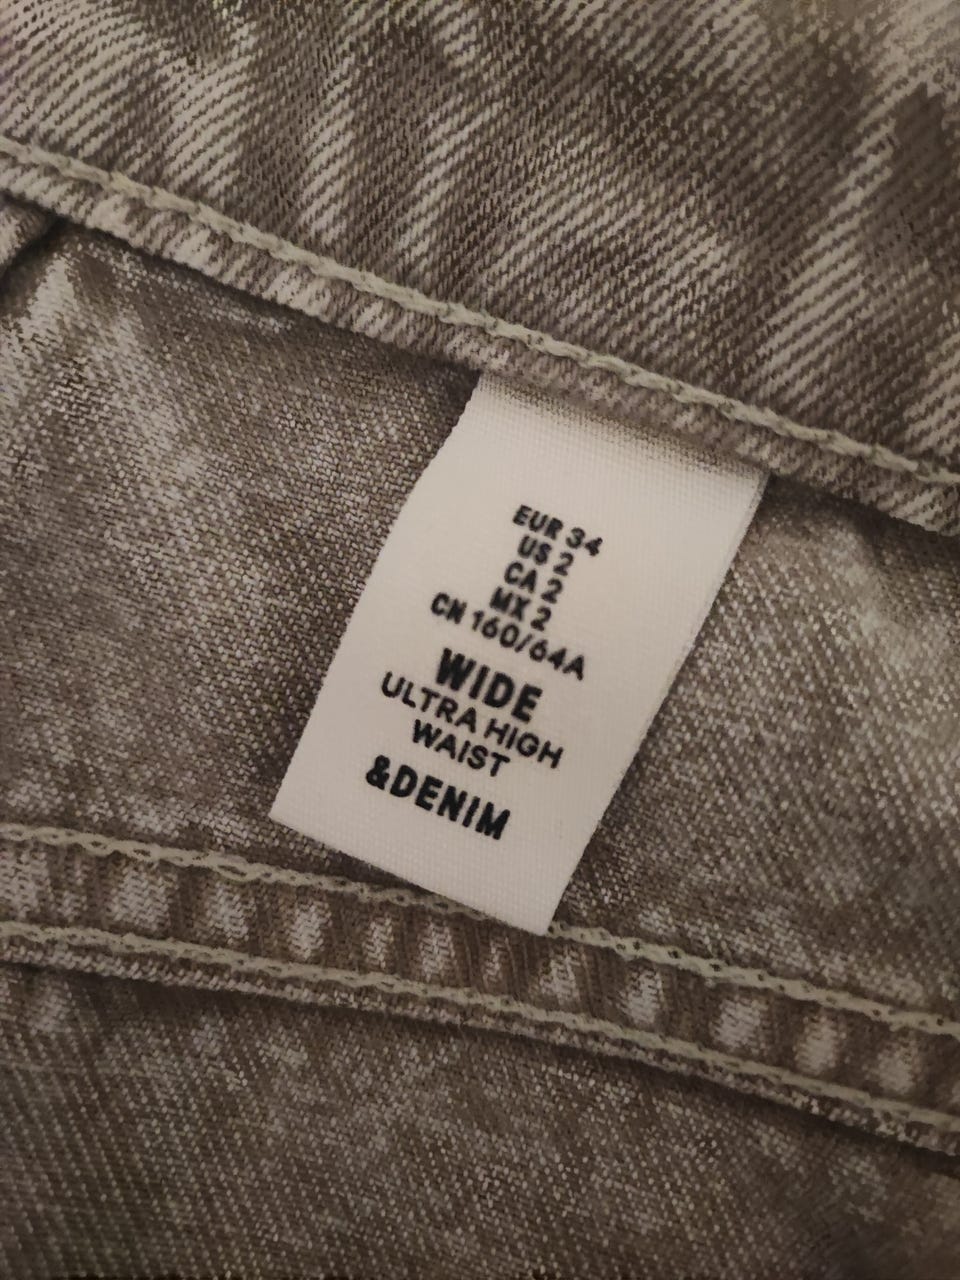 EUR 34
US 2
CA 2
MX 2
CN 160/64A
WIDE
ULTRA HIGH
WAIST
&DENIM